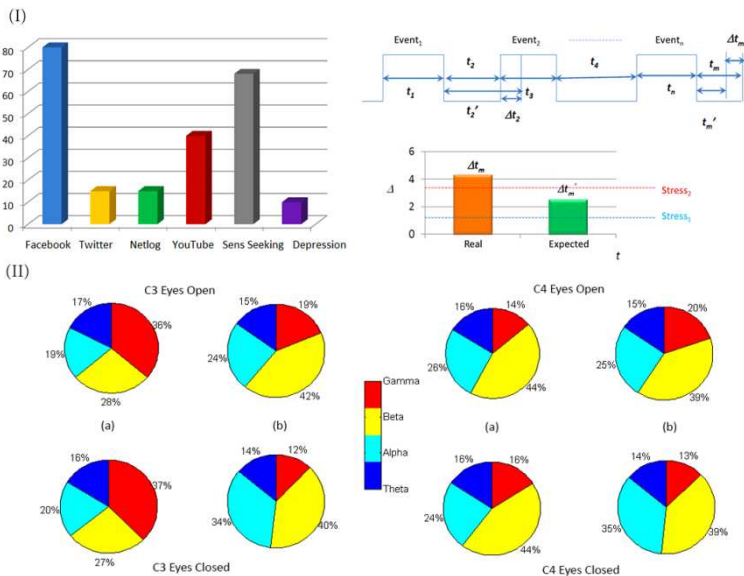 (I)
80
70
60
50
40
30
20
10
0
Facebook Twitter Netlog YouTube Sens Seeking Depression
Event₁ Event₂ Eventₙ Δtₘ
t₂ t₄ tₘ
t₁ t₃ tₙ
t₂′ Δt₂ tₘ′
6
4
2
0
Δ
Δtₘ
Δtₘ′
Stress₂
Stress₁
Real Expected
t
(II)
C3 Eyes Open
17% 36% 19% 28%
15% 19% 24% 42%
(a) (b)
C4 Eyes Open
16% 14% 26% 44%
15% 20% 25% 39%
(a) (b)
Gamma
Beta
Alpha
Theta
16% 37% 20% 27%
14% 12% 34% 40%
C3 Eyes Closed
16% 16% 24% 44%
14% 13% 35% 39%
C4 Eyes Closed